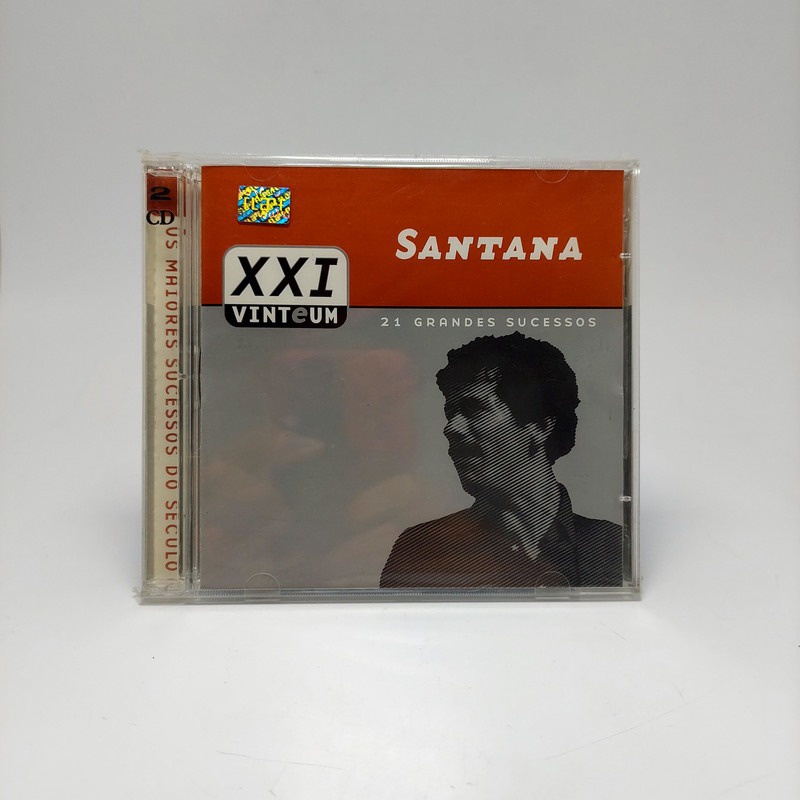 2
CD
OS MAIORES SUCESSOS DO SECULO
SANTANA
XXI
VINTeUM
21 GRANDES SUCESSOS